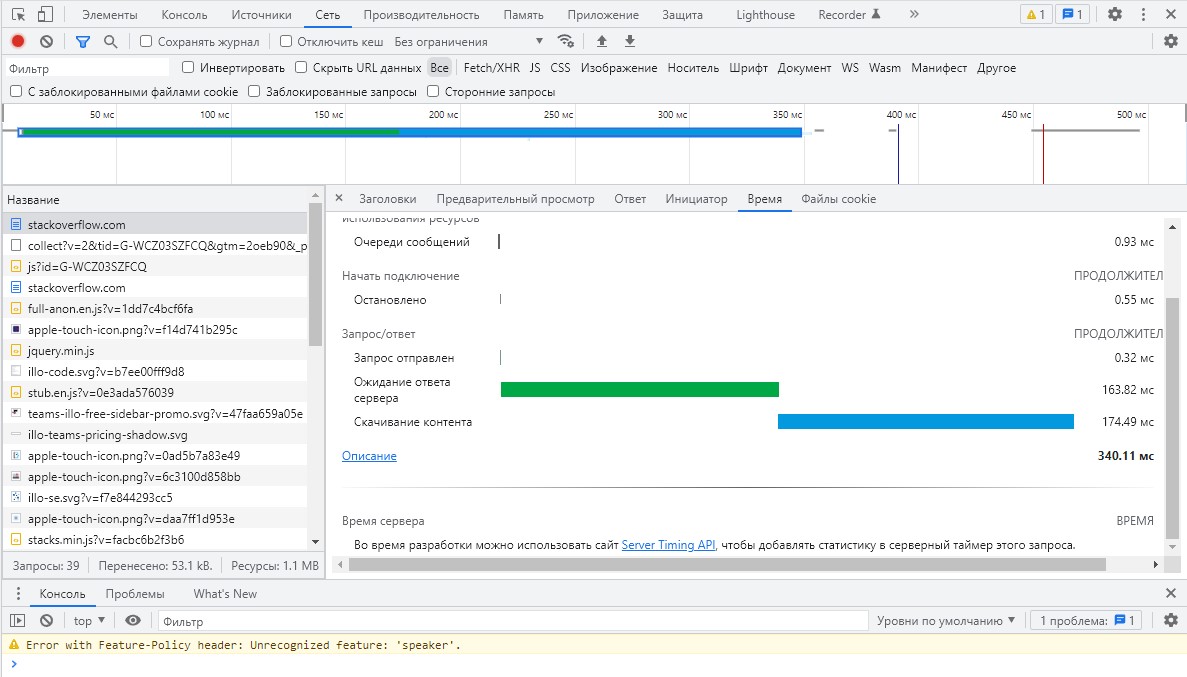 Элементы Консоль Источники Сеть Производительность Память Приложение Защита Lighthouse Recorder » 1 1
Сохранять журнал Отключить кеш Без ограничения
Фильтр Инвертировать Скрыть URL данных Все Fetch/XHR JS CSS Изображение Носитель Шрифт Документ WS Wasm Манифест Другое
С заблокированными файлами cookie Заблокированные запросы Сторонние запросы
50 мс 100 мс 150 мс 200 мс 250 мс 300 мс 350 мс 400 мс 450 мс 500 мс
Название
stackoverflow.com
collect?v=2&tid=G-WCZ03SZFCQ&gtm=2oeb90&_p
js?id=G-WCZ03SZFCQ
stackoverflow.com
full-anon.en.js?v=1dd7c4bcf6fa
apple-touch-icon.png?v=f14d741b295c
jquery.min.js
illo-code.svg?v=b7ee00fff9d8
stub.en.js?v=0e3ada576039
teams-illo-free-sidebar-promo.svg?v=47faa659a05e
illo-teams-pricing-shadow.svg
apple-touch-icon.png?v=0ad5b7a83e49
apple-touch-icon.png?v=6c3100d858bb
illo-se.svg?v=f7e844293cc5
apple-touch-icon.png?v=daa7ff1d953e
stacks.min.js?v=facbc6b2f3b6
Запросы: 39 Перенесено: 53.1 kB. Ресурсы: 1.1 MB
Заголовки Предварительный просмотр Ответ Инициатор Время Файлы cookie
использования ресурсов
Очереди сообщений 0.93 мс
Начать подключение ПРОДОЛЖИТЕЛ
Остановлено 0.55 мс
Запрос/ответ ПРОДОЛЖИТЕЛ
Запрос отправлен 0.32 мс
Ожидание ответа
сервера 163.82 мс
Скачивание контента 174.49 мс
Описание 340.11 мс
Время сервера ВРЕМЯ
Во время разработки можно использовать сайт Server Timing API, чтобы добавлять статистику в серверный таймер этого запроса.
Консоль Проблемы What's New
top Фильтр Уровни по умолчанию 1 проблема: 1
Error with Feature-Policy header: Unrecognized feature: 'speaker'.